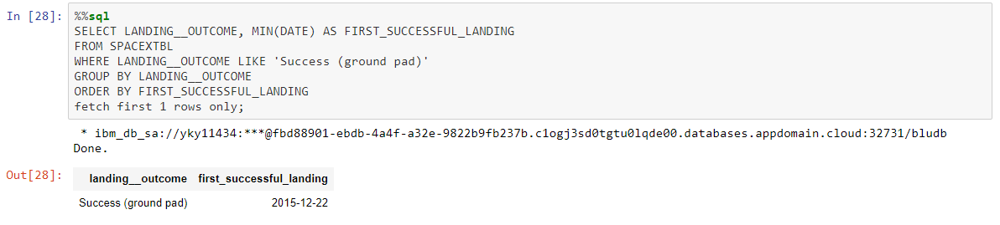 In [28]: %%sql
SELECT LANDING__OUTCOME, MIN(DATE) AS FIRST_SUCCESSFUL_LANDING
FROM SPACEXTBL
WHERE LANDING__OUTCOME LIKE 'Success (ground pad)'
GROUP BY LANDING__OUTCOME
ORDER BY FIRST_SUCCESSFUL_LANDING
fetch first 1 rows only;
* ibm_db_sa://yky11434:***@fbd88901-ebdb-4a4f-a32e-9822b9fb237b.c1ogj3sd0tgtu0lqde00.databases.appdomain.cloud:32731/bludb
Done.
Out[28]: landing__outcome first_successful_landing
Success (ground pad) 2015-12-22